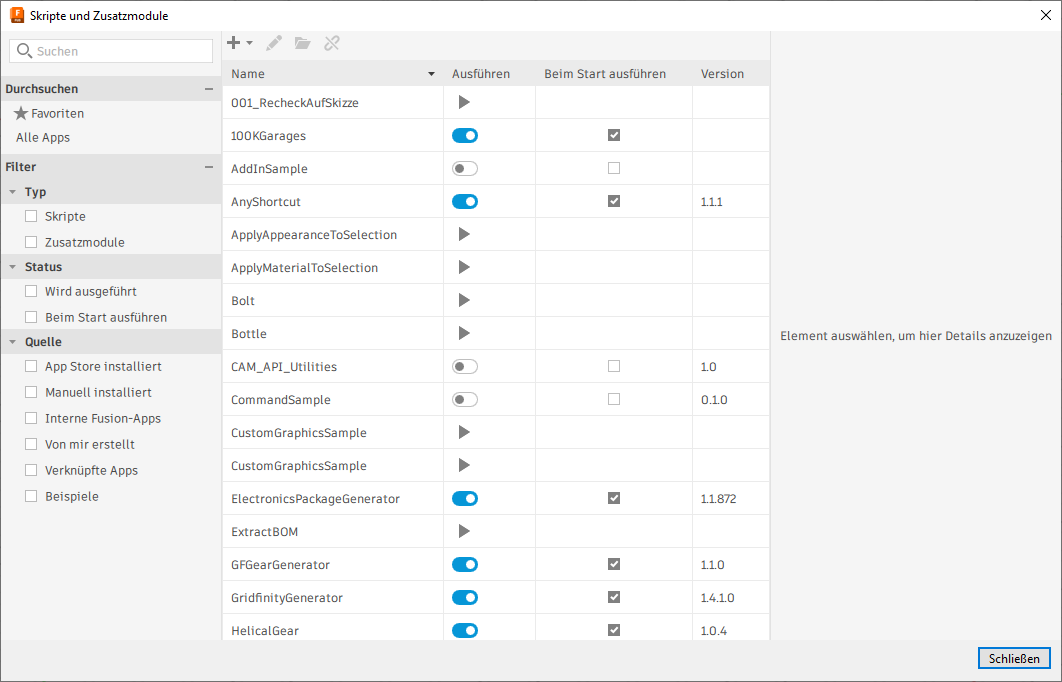 Skripte und Zusatzmodule
Suchen
Durchsuchen
Favoriten
Alle Apps
Filter
Typ
Skripte
Zusatzmodule
Status
Wird ausgeführt
Beim Start ausführen
Quelle
App Store installiert
Manuell installiert
Interne Fusion-Apps
Von mir erstellt
Verknüpfte Apps
Beispiele
Name Ausführen Beim Start ausführen Version
001_RecheckAufSkizze
100KGarages
AddInSample
AnyShortcut 1.1.1
ApplyAppearanceToSelection
ApplyMaterialToSelection
Bolt
Bottle
CAM_API_Utilities 1.0
CommandSample 0.1.0
CustomGraphicsSample
CustomGraphicsSample
ElectronicsPackageGenerator 1.1.872
ExtractBOM
GFGearGenerator 1.1.0
GridfinityGenerator 1.4.1.0
HelicalGear 1.0.4
Element auswählen, um hier Details anzuzeigen
Schließen